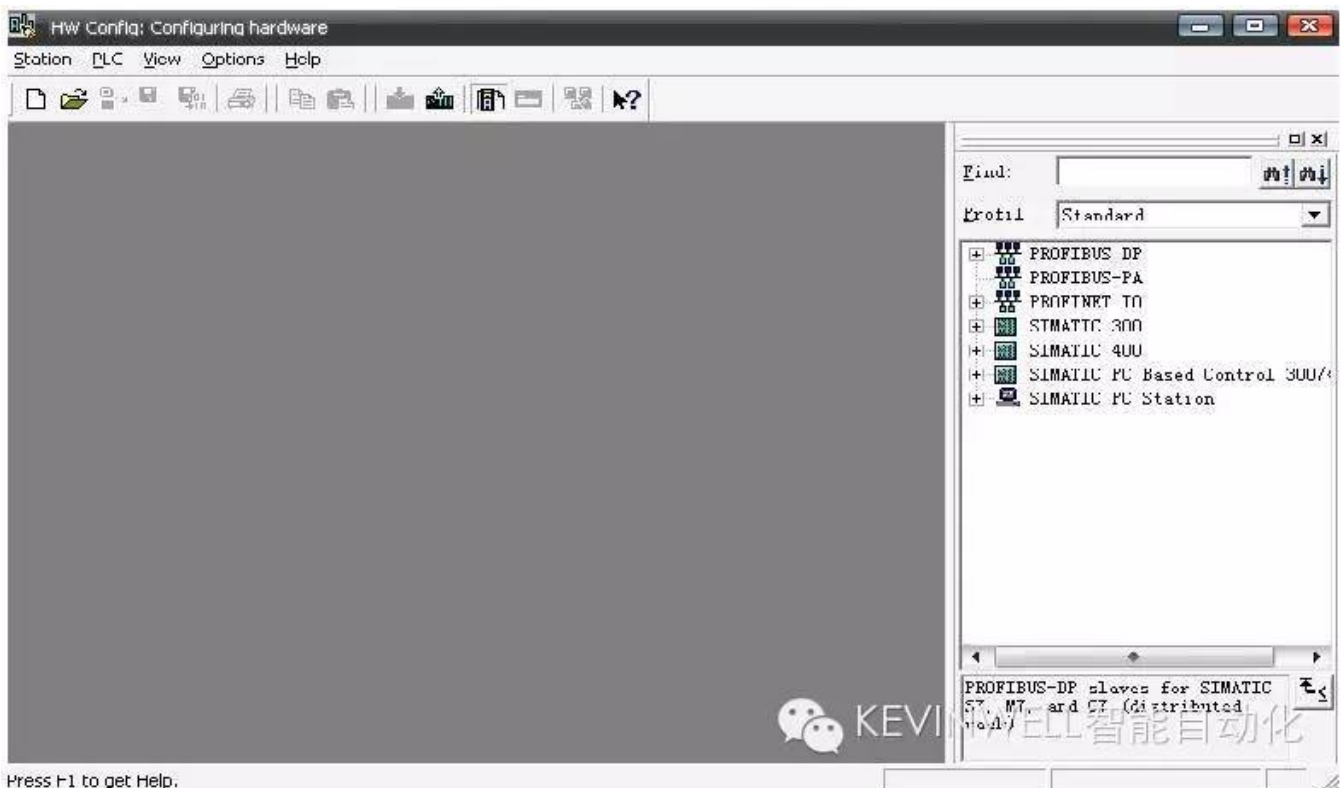 HW Config: Configuring hardware
Station PLC View Options Help
Find:
Profil Standard
PROFIBUS DP
PROFIBUS-PA
PROFINET IO
SIMATIC 300
SIMATIC 400
SIMATIC PC Based Control 300/4
SIMATIC PC Station
PROFIBUS-DP slaves for SIMATIC
S7, M7, and C7 (distributed
rack)
KEVINWELL智能自动化
Press F1 to get Help.